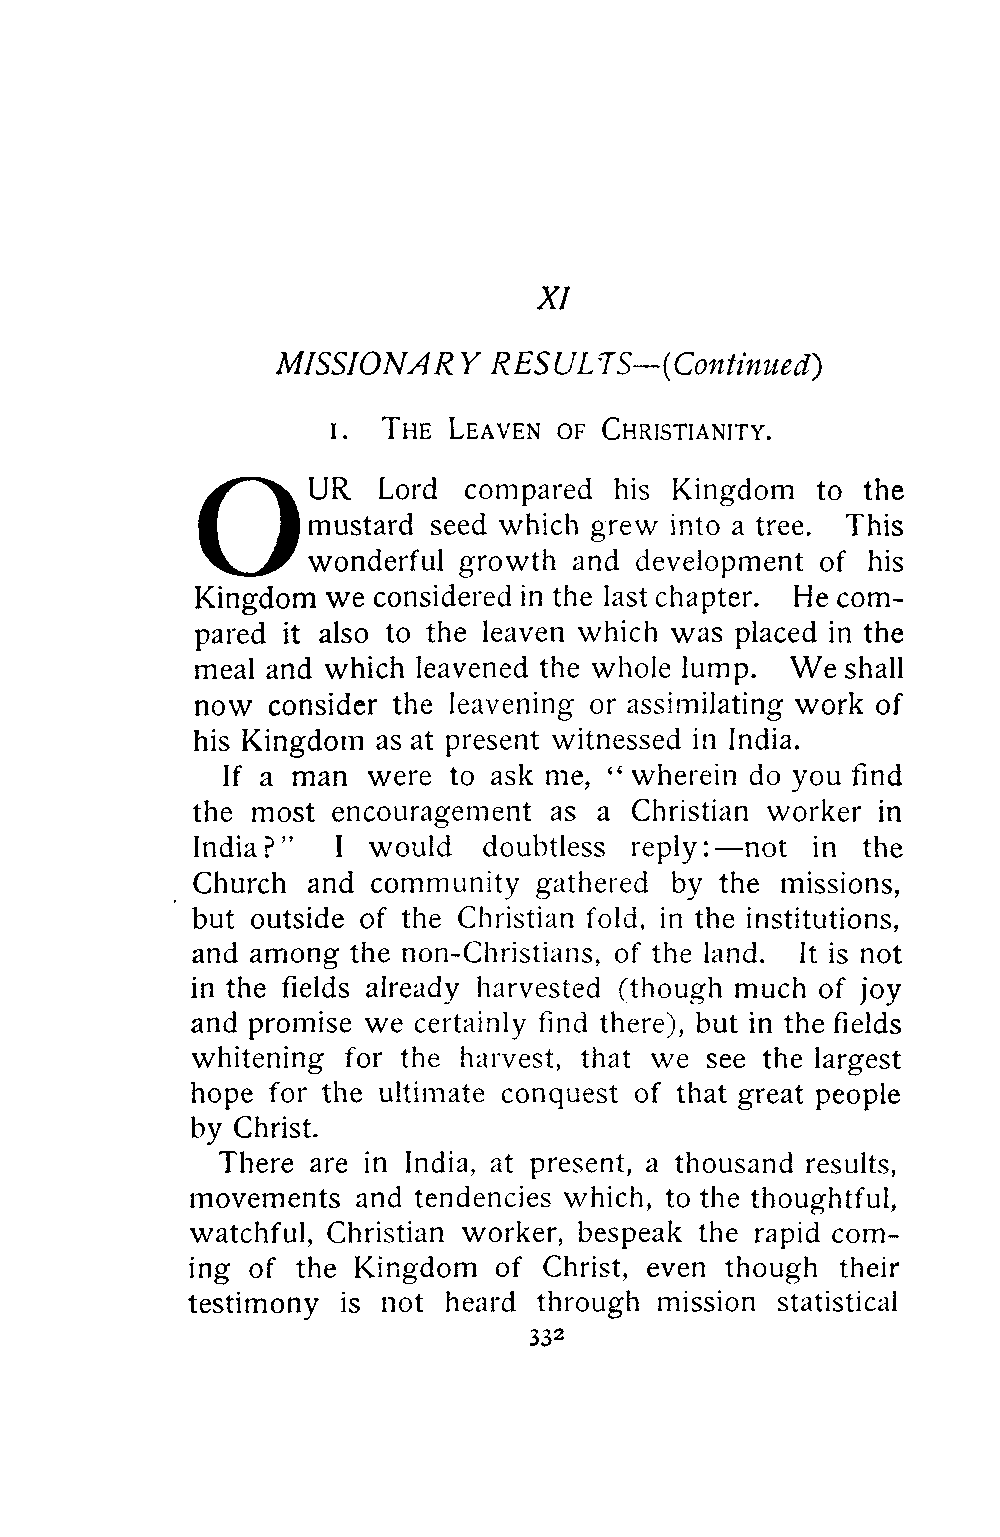 XI
MISSIONARY RESULTS—(Continued)
1. THE LEAVEN OF CHRISTIANITY.
OUR Lord compared his Kingdom to the
mustard seed which grew into a tree. This
wonderful growth and development of his
Kingdom we considered in the last chapter. He com-
pared it also to the leaven which was placed in the
meal and which leavened the whole lump. We shall
now consider the leavening or assimilating work of
his Kingdom as at present witnessed in India.
If a man were to ask me, “ wherein do you find
the most encouragement as a Christian worker in
India?” I would doubtless reply:—not in the
Church and community gathered by the missions,
but outside of the Christian fold, in the institutions,
and among the non-Christians, of the land. It is not
in the fields already harvested (though much of joy
and promise we certainly find there), but in the fields
whitening for the harvest, that we see the largest
hope for the ultimate conquest of that great people
by Christ.
There are in India, at present, a thousand results,
movements and tendencies which, to the thoughtful,
watchful, Christian worker, bespeak the rapid com-
ing of the Kingdom of Christ, even though their
testimony is not heard through mission statistical
332